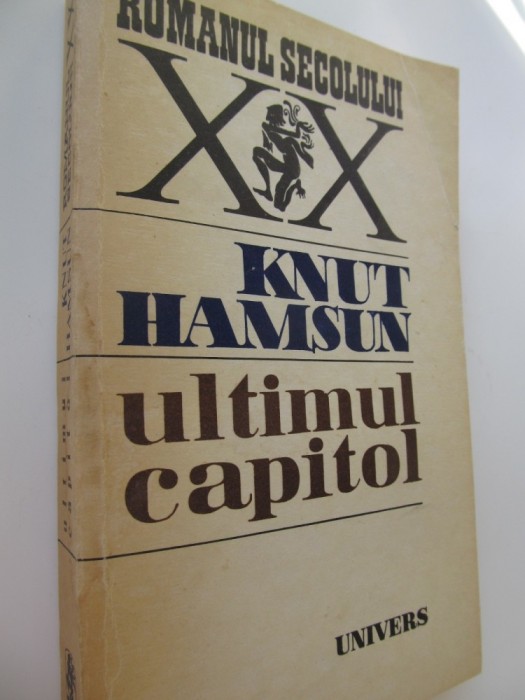 ROMANUL SECOLULUI
XX
KNUT
HAMSUN
ultimul
capitol
UNIVERS